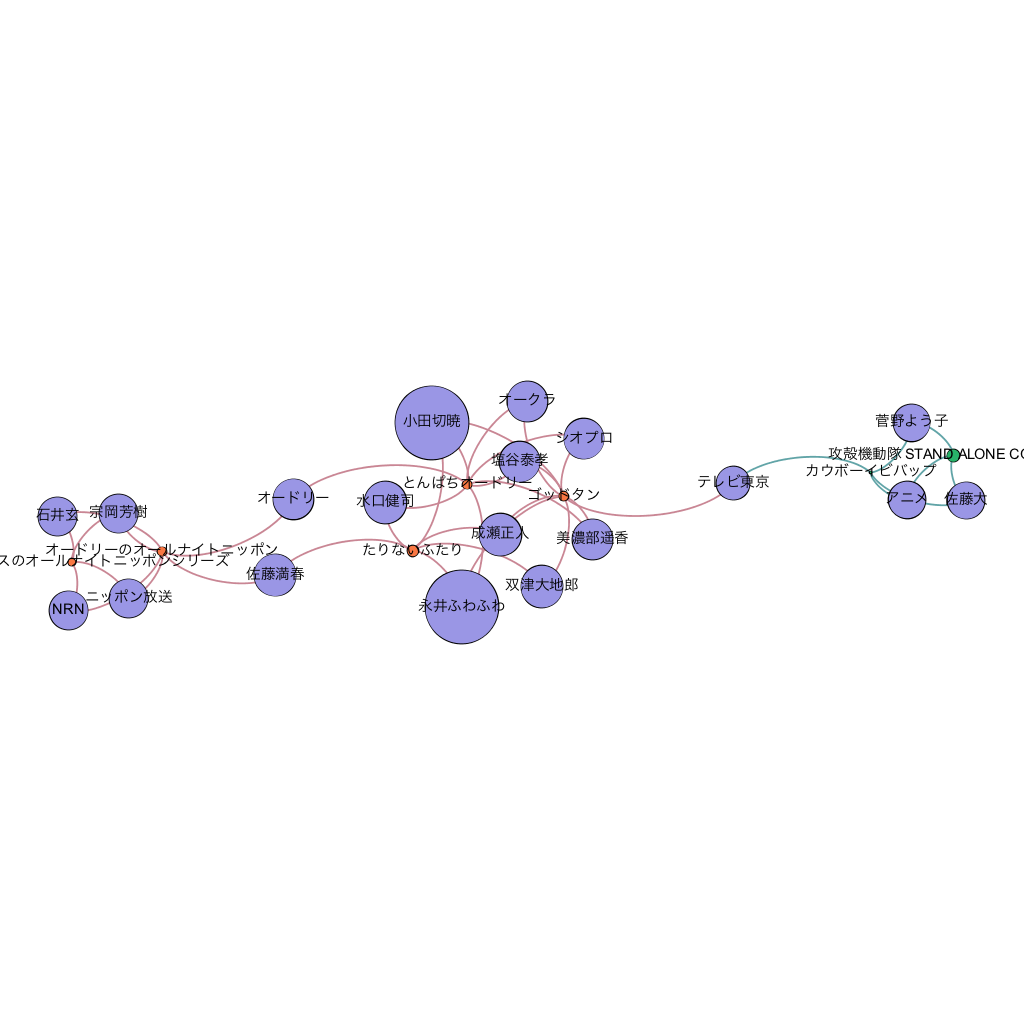 オークラ
小田切暁
菅野よう子
シオプロ
攻殻機動隊 STAND ALONE CO
塩谷泰孝
カウボーイビバップ
とんぱちオードリー
テレビ東京
ゴッドタン
オードリー
水口健司
アニメ
佐藤大
宗岡芳樹
石井玄
成瀬正人
美濃部遥香
オードリーのオールナイトニッポン
たりないふたり
スのオールナイトニッポンシリーズ
佐藤満春
双津大地郎
ニッポン放送
永井ふわふわ
NRN